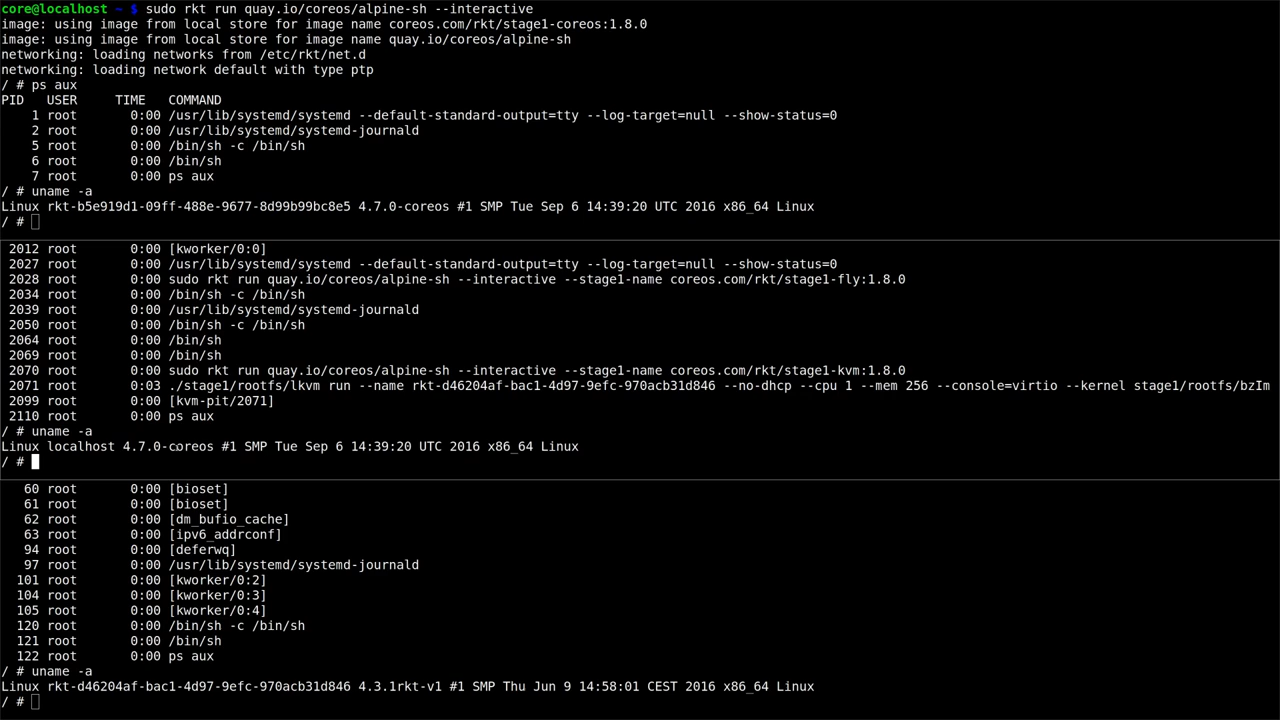 core@localhost ~ $ sudo rkt run quay.io/coreos/alpine-sh --interactive
image: using image from local store for image name coreos.com/rkt/stage1-coreos:1.8.0
image: using image from local store for image name quay.io/coreos/alpine-sh
networking: loading networks from /etc/rkt/net.d
networking: loading network default with type ptp
/ # ps aux
PID   USER     TIME   COMMAND
    1 root       0:00 /usr/lib/systemd/systemd --default-standard-output=tty --log-target=null --show-status=0
    2 root       0:00 /usr/lib/systemd/systemd-journald
    5 root       0:00 /bin/sh -c /bin/sh
    6 root       0:00 /bin/sh
    7 root       0:00 ps aux
/ # uname -a
Linux rkt-b5e919d1-09ff-488e-9677-8d99b99bc8e5 4.7.0-coreos #1 SMP Tue Sep 6 14:39:20 UTC 2016 x86_64 Linux
/ #
 2012 root       0:00 [kworker/0:0]
 2027 root       0:00 /usr/lib/systemd/systemd --default-standard-output=tty --log-target=null --show-status=0
 2028 root       0:00 sudo rkt run quay.io/coreos/alpine-sh --interactive --stage1-name coreos.com/rkt/stage1-fly:1.8.0
 2034 root       0:00 /bin/sh -c /bin/sh
 2039 root       0:00 /usr/lib/systemd/systemd-journald
 2050 root       0:00 /bin/sh -c /bin/sh
 2064 root       0:00 /bin/sh
 2069 root       0:00 /bin/sh
 2070 root       0:00 sudo rkt run quay.io/coreos/alpine-sh --interactive --stage1-name coreos.com/rkt/stage1-kvm:1.8.0
 2071 root       0:03 ./stage1/rootfs/lkvm run --name rkt-d46204af-bac1-4d97-9efc-970acb31d846 --no-dhcp --cpu 1 --mem 256 --console=virtio --kernel stage1/rootfs/bzIm
 2099 root       0:00 [kvm-pit/2071]
 2110 root       0:00 ps aux
/ # uname -a
Linux localhost 4.7.0-coreos #1 SMP Tue Sep 6 14:39:20 UTC 2016 x86_64 Linux
/ #
   60 root       0:00 [bioset]
   61 root       0:00 [bioset]
   62 root       0:00 [dm_bufio_cache]
   63 root       0:00 [ipv6_addrconf]
   94 root       0:00 [deferwq]
   97 root       0:00 /usr/lib/systemd/systemd-journald
  101 root       0:00 [kworker/0:2]
  104 root       0:00 [kworker/0:3]
  105 root       0:00 [kworker/0:4]
  120 root       0:00 /bin/sh -c /bin/sh
  121 root       0:00 /bin/sh
  122 root       0:00 ps aux
/ # uname -a
Linux rkt-d46204af-bac1-4d97-9efc-970acb31d846 4.3.1rkt-v1 #1 SMP Thu Jun 9 14:58:01 CEST 2016 x86_64 Linux
/ #